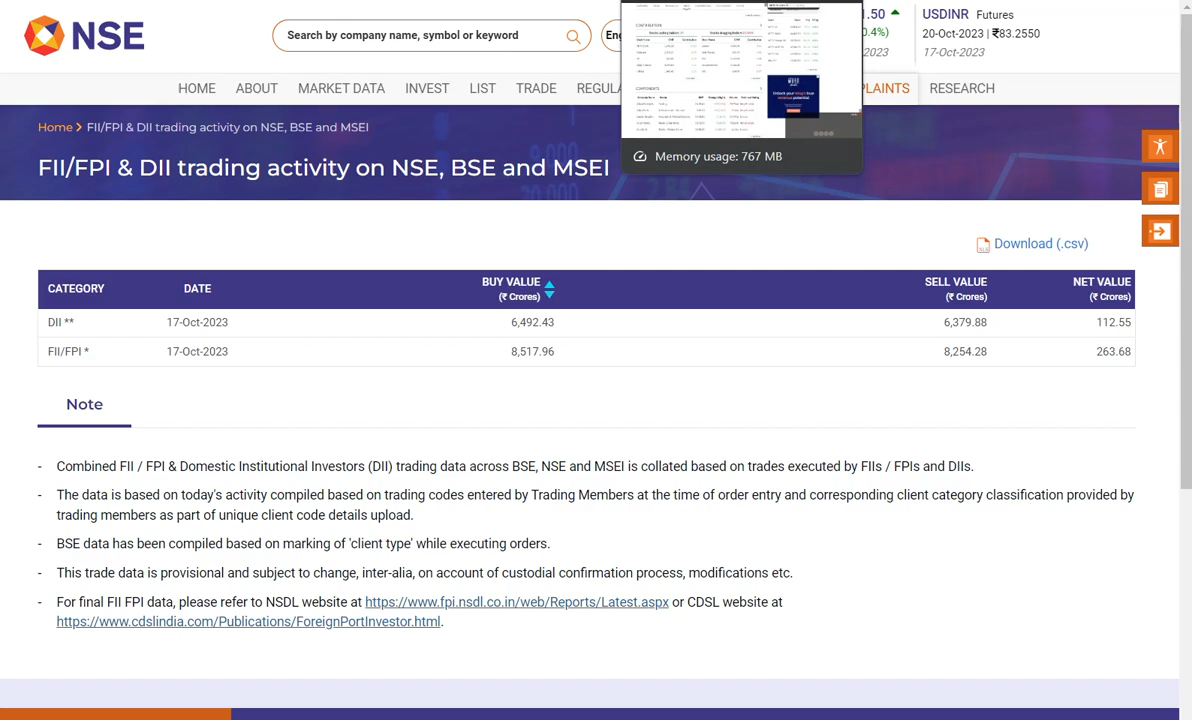 NSE
Search by company name, symbol or keyword
Eng
1.50
0.4%)
2023
USDINR Futures
20-Oct-2023 | ₹83.2550
17-Oct-2023
HOME ABOUT MARKET DATA INVEST LIST TRADE REGULA PLAINTS RESEARCH
Memory usage: 767 MB
Home > FII/FPI & DII trading activity on NSE, BSE and MSEI
FII/FPI & DII trading activity on NSE, BSE and MSEI
Download (.csv)
CATEGORY DATE BUY VALUE (₹ Crores) SELL VALUE (₹ Crores) NET VALUE (₹ Crores)
DII ** 17-Oct-2023 6,492.43 6,379.88 112.55
FII/FPI * 17-Oct-2023 8,517.96 8,254.28 263.68
Note
- Combined FII / FPI & Domestic Institutional Investors (DII) trading data across BSE, NSE and MSEI is collated based on trades executed by FIIs / FPIs and DIIs.
- The data is based on today's activity compiled based on trading codes entered by Trading Members at the time of order entry and corresponding client category classification provided by
trading members as part of unique client code details upload.
- BSE data has been compiled based on marking of 'client type' while executing orders.
- This trade data is provisional and subject to change, inter-alia, on account of custodial confirmation process, modifications etc.
- For final FII FPI data, please refer to NSDL website at https://www.fpi.nsdl.co.in/web/Reports/Latest.aspx or CDSL website at
https://www.cdslindia.com/Publications/ForeignPortInvestor.html.